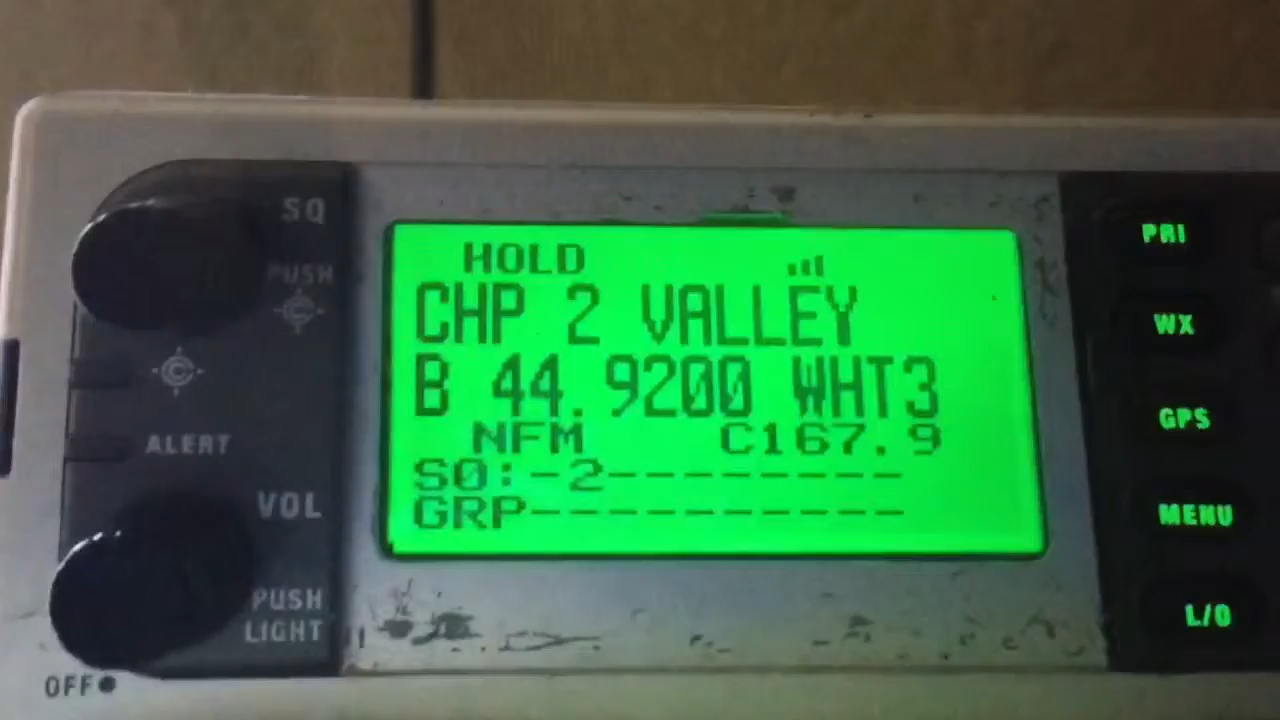 SQ
PUSH
C
C
ALERT
VOL
PUSH
LIGHT
OFF
HOLD
CHP 2 VALLEY
B 44.9200 WHT3
NFM C167.9
S0:-2--------
GRP----------
PRI
WX
GPS
MENU
L/O